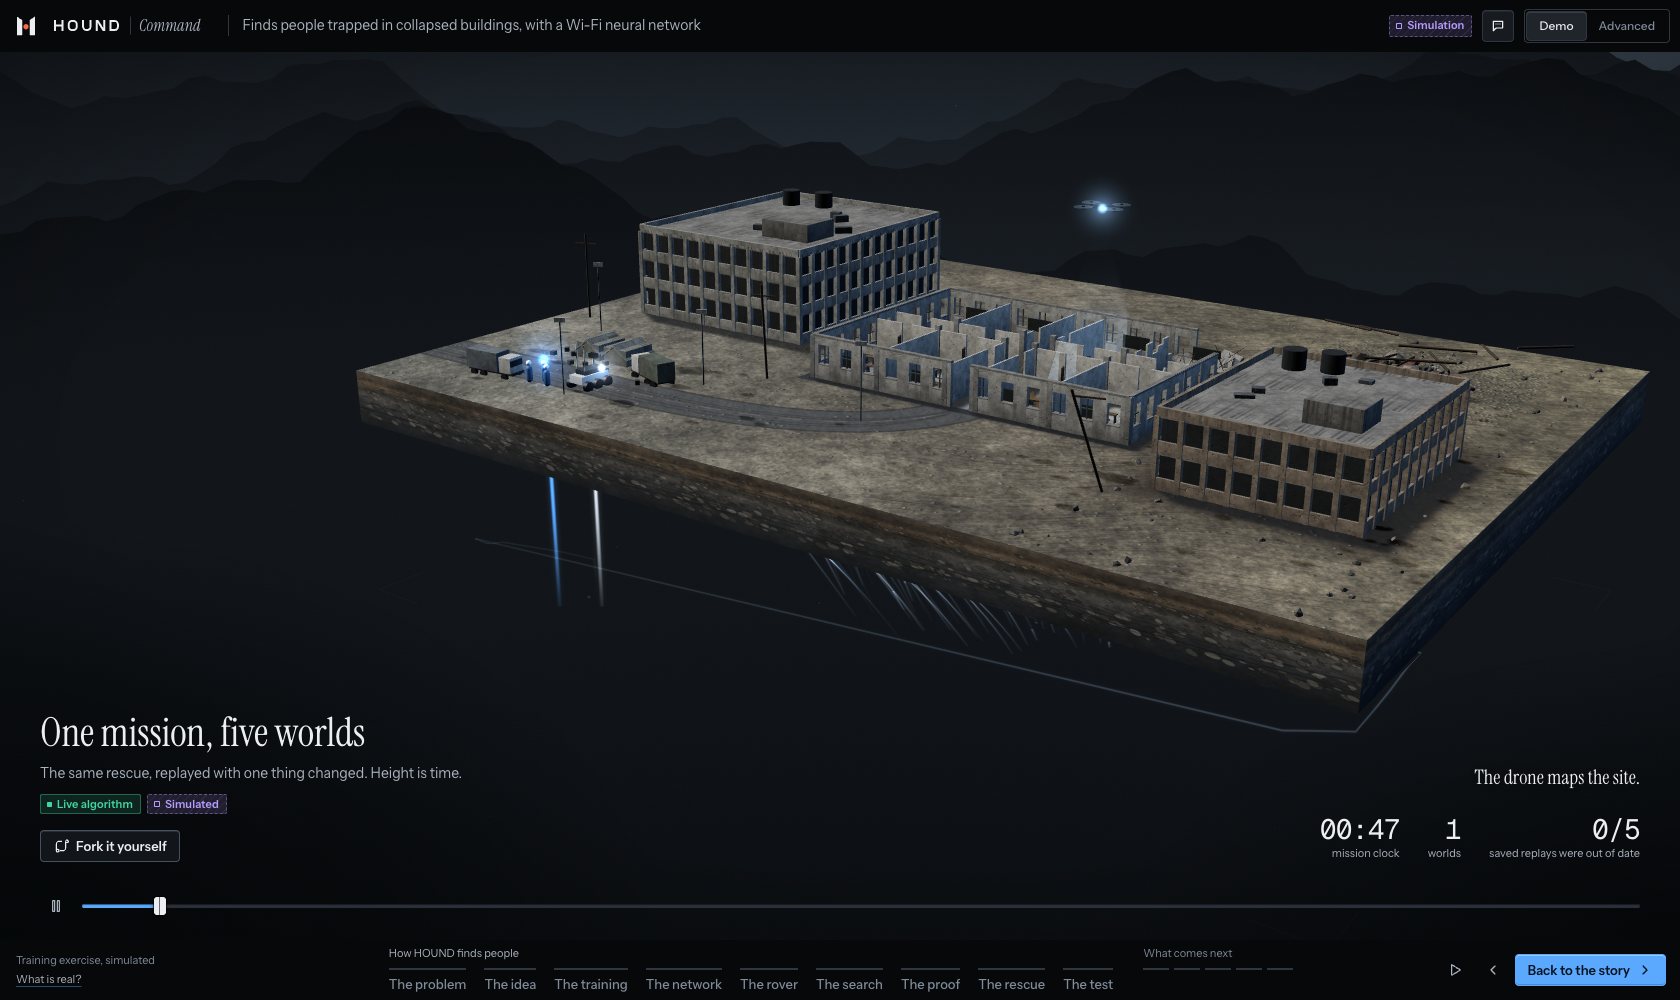 HOUND Command
Finds people trapped in collapsed buildings, with a Wi-Fi neural network
Simulation
Demo
Advanced
One mission, five worlds
The same rescue, replayed with one thing changed. Height is time.
Live algorithm
Simulated
Fork it yourself
The drone maps the site.
00:47
mission clock
1
worlds
0/5
saved replays were out of date
Training exercise, simulated
What is real?
How HOUND finds people
The problem
The idea
The training
The network
The rover
The search
The proof
The rescue
The test
What comes next
Back to the story